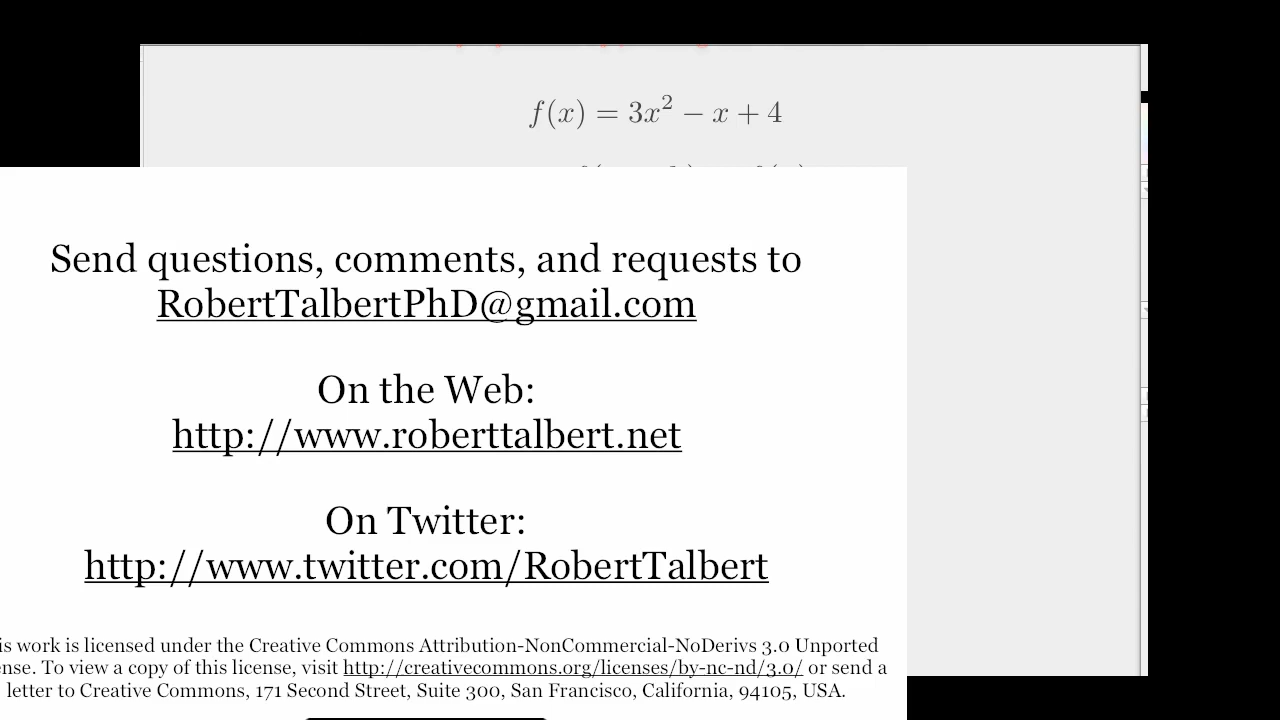 f(x) = 3x² − x + 4
Send questions, comments, and requests to
RobertTalbertPhD@gmail.com
On the Web:
http://www.roberttalbert.net
On Twitter:
http://www.twitter.com/RobertTalbert
is work is licensed under the Creative Commons Attribution-NonCommercial-NoDerivs 3.0 Unported
ense. To view a copy of this license, visit http://creativecommons.org/licenses/by-nc-nd/3.0/ or send a
letter to Creative Commons, 171 Second Street, Suite 300, San Francisco, California, 94105, USA.